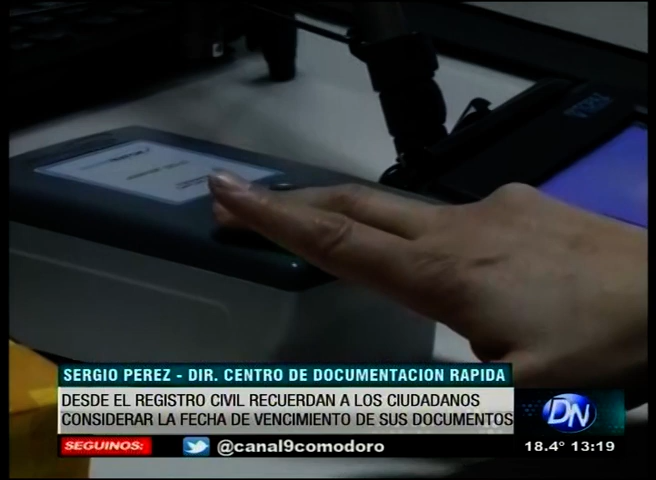 SERGIO PEREZ - DIR. CENTRO DE DOCUMENTACION RAPIDA
DESDE EL REGISTRO CIVIL RECUERDAN A LOS CIUDADANOS
CONSIDERAR LA FECHA DE VENCIMIENTO DE SUS DOCUMENTOS
DN
SEGUINOS:
@canal9comodoro
18.4° 13:19